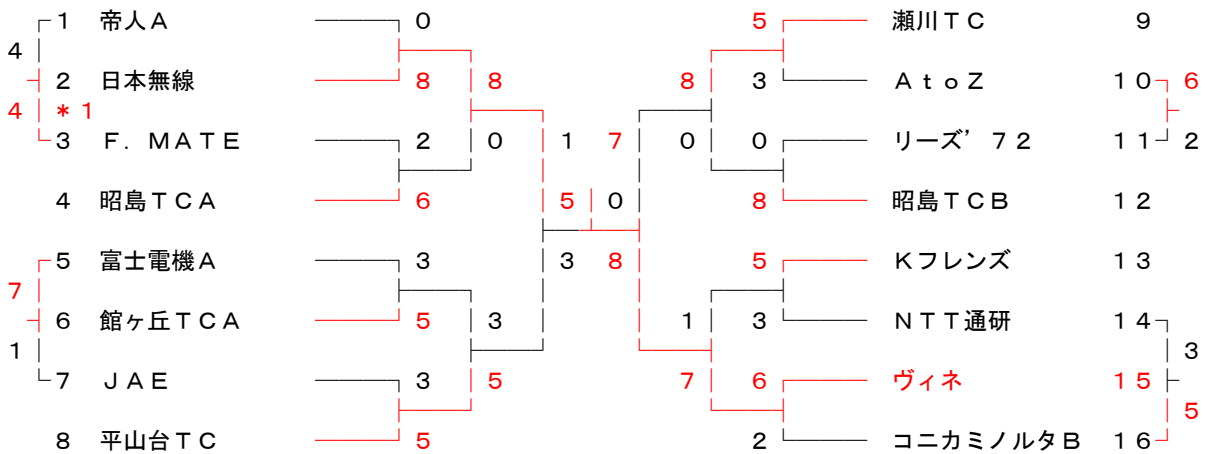 1 帝人A 0 5 瀬川TC 9
4
2 日本無線 8 8 8 3 AtoZ 10 6
4 *1
3 F．MATE 2 0 1 7 0 0 リーズ’72 11 2
4 昭島TCA 6 5 0 8 昭島TCB 12
5 富士電機A 3 3 8 5 Kフレンズ 13
7
6 館ヶ丘TCA 5 3 1 3 NTT通研 14
1 3
7 JAE 3 5 7 6 ヴィネ 15
5
8 平山台TC 5 2 コニカミノルタB 16